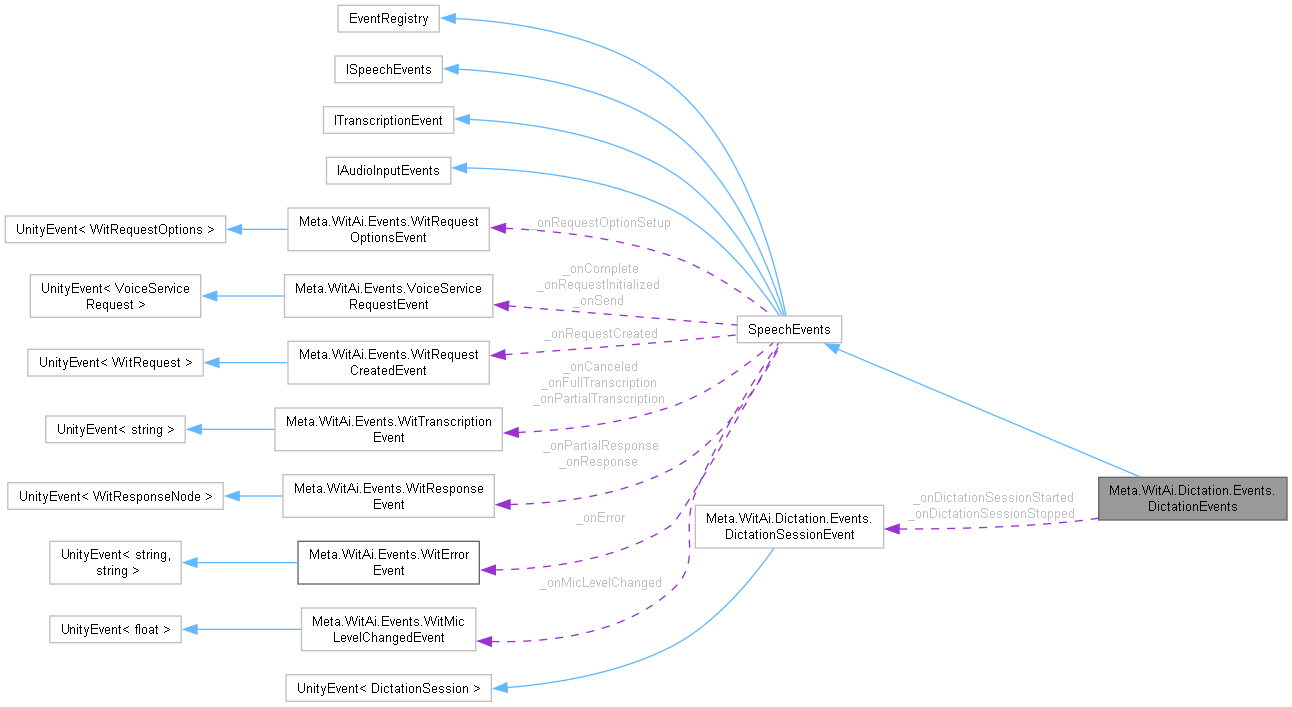 EventRegistry
ISpeechEvents
ITranscriptionEvent
IAudioInputEvents
UnityEvent< WitRequestOptions >
Meta.WitAi.Events.WitRequest
OptionsEvent
_onRequestOptionSetup
UnityEvent< VoiceService
Request >
Meta.WitAi.Events.VoiceService
RequestEvent
_onComplete
_onRequestInitialized
_onSend
SpeechEvents
UnityEvent< WitRequest >
Meta.WitAi.Events.WitRequest
CreatedEvent
_onRequestCreated
UnityEvent< string >
Meta.WitAi.Events.WitTranscription
Event
_onCanceled
_onFullTranscription
_onPartialTranscription
UnityEvent< WitResponseNode >
Meta.WitAi.Events.WitResponse
Event
_onPartialResponse
_onResponse
Meta.WitAi.Dictation.Events.
DictationSessionEvent
_onDictationSessionStarted
_onDictationSessionStopped
Meta.WitAi.Dictation.Events.
DictationEvents
UnityEvent< string,
string >
Meta.WitAi.Events.WitError
Event
_onError
UnityEvent< float >
Meta.WitAi.Events.WitMic
LevelChangedEvent
_onMicLevelChanged
UnityEvent< DictationSession >